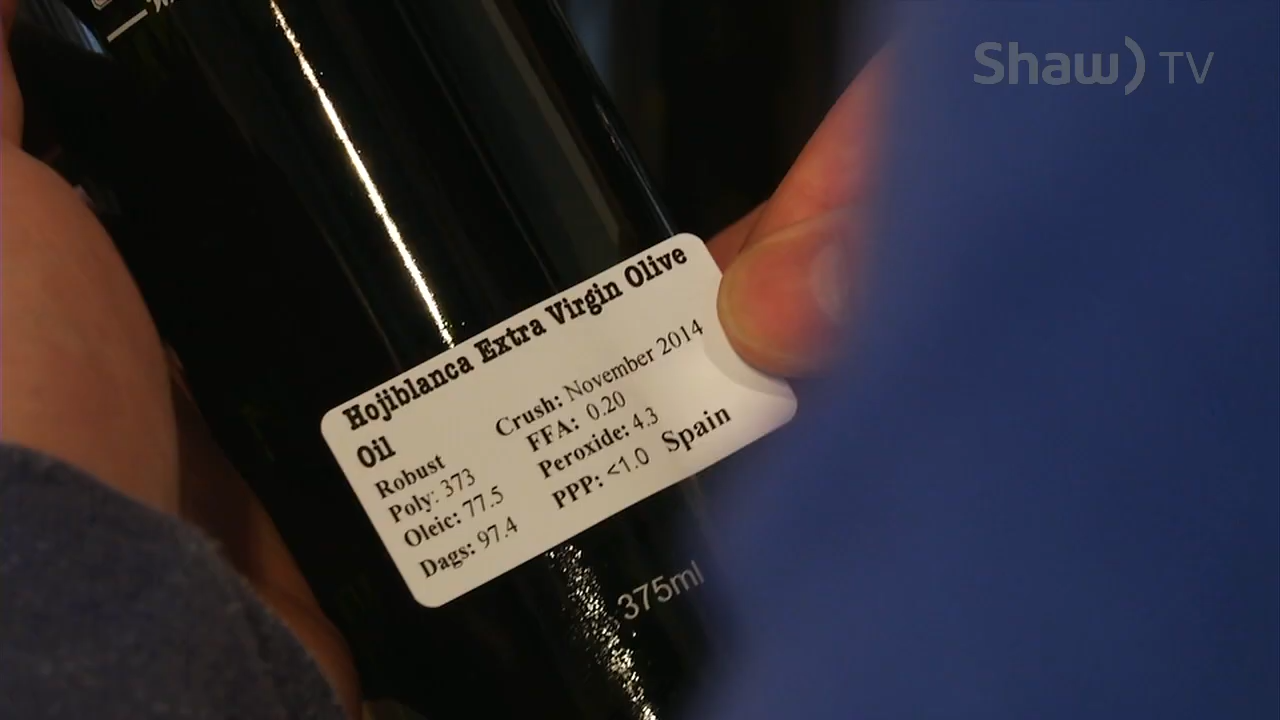 Shaw) TV
Hojiblanca Extra Virgin Olive
Oil
Robust
Poly: 373
Oleic: 77.5
Dags: 97.4
Crush: November 2014
FFA: 0.20
Peroxide: 4.3
PPP: <1.0 Spain
375ml